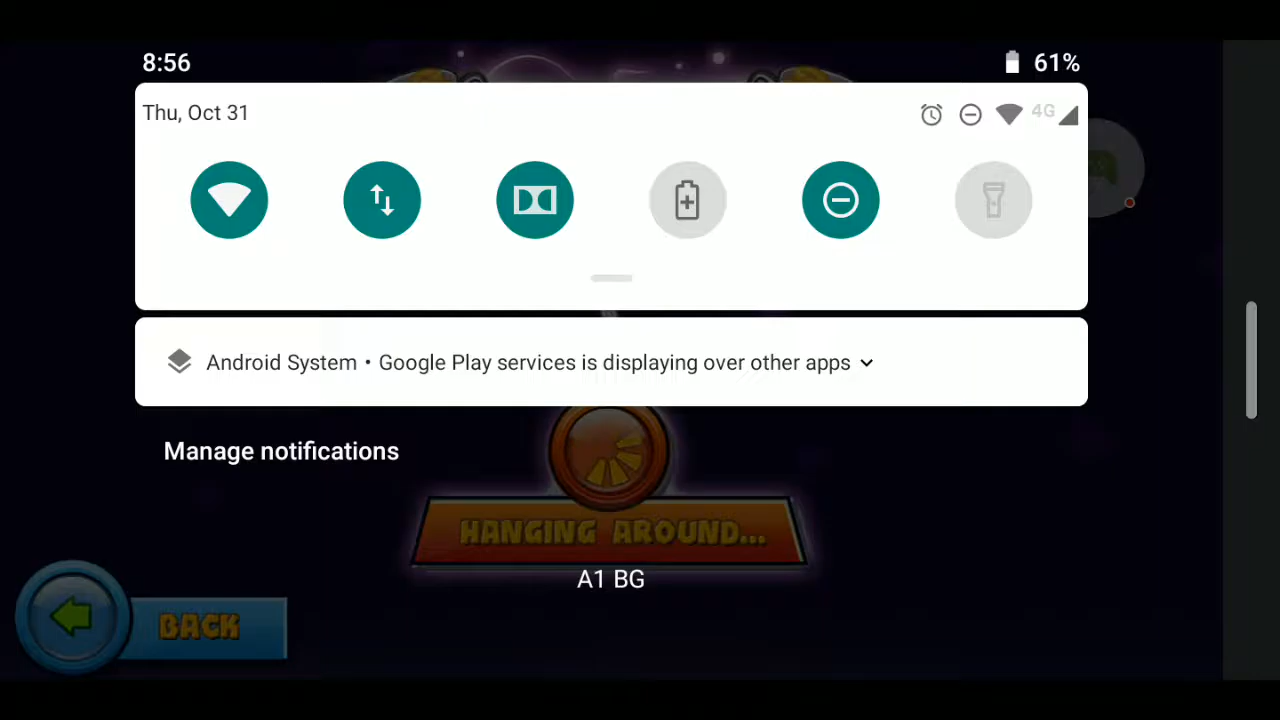 8:56 61%
Thu, Oct 31 4G
Android System • Google Play services is displaying over other apps
Manage notifications
HANGING AROUND...
A1 BG
BACK